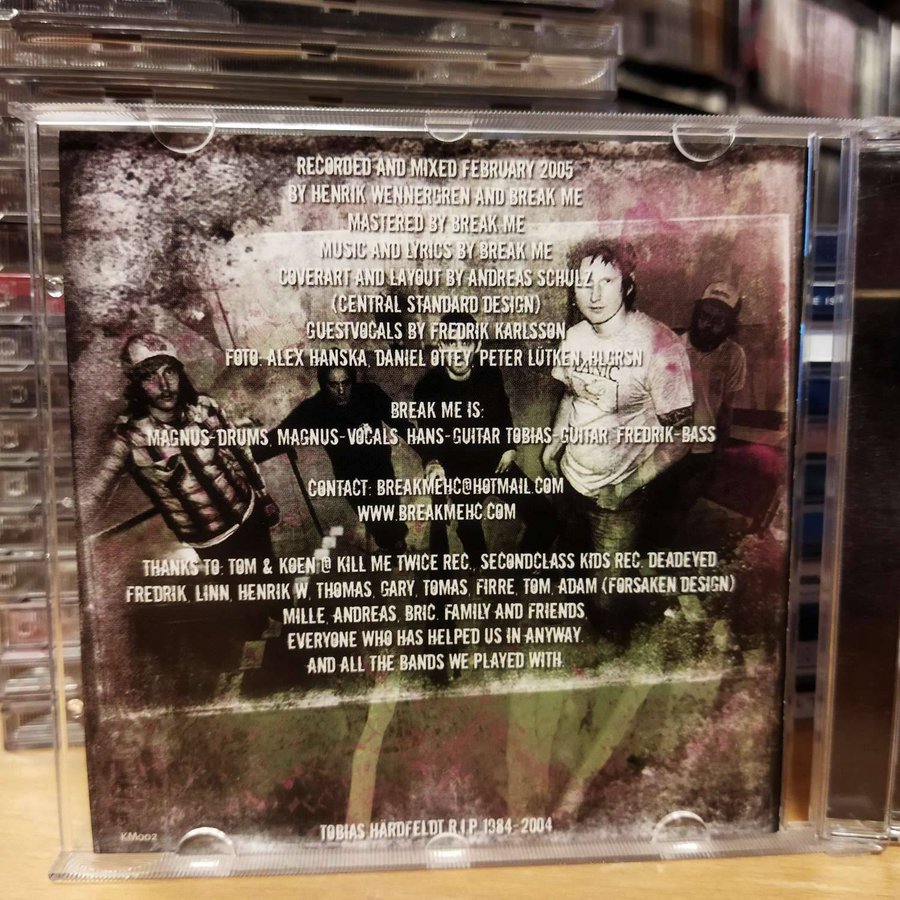 RECORDED AND MIXED FEBRUARY 2005
BY HENRIK WENNERGREN AND BREAK ME
MASTERED BY BREAK ME
MUSIC AND LYRICS BY BREAK ME
COVERART AND LAYOUT BY ANDREAS SCHULZ
(CENTRAL STANDARD DESIGN)
GUESTVOCALS BY FREDRIK KARLSSON
FOTO: ALEX HANSKA, DANIEL OTTEY, PETER LÜTKEN, HLGRSN
PANIC
BREAK ME IS:
MAGNUS-DRUMS, MAGNUS-VOCALS, HANS-GUITAR TOBIAS-GUITAR, FREDRIK-BASS
CONTACT: BREAKMEHC@HOTMAIL.COM
WWW.BREAKMEHC.COM
THANKS TO: TOM & KOEN @ KILL ME TWICE REC., SECONDCLASS KIDS REC. DEADEYED
FREDRIK, LINN, HENRIK W, THOMAS, GARY, TOMAS, FIRRE, TOM, ADAM (FORSAKEN DESIGN)
MILLE, ANDREAS, BRIC. FAMILY AND FRIENDS,
EVERYONE WHO HAS HELPED US IN ANYWAY.
AND ALL THE BANDS WE PLAYED WITH.
KM002
TOBIAS HÄRDFELDT R.I.P 1984-2004